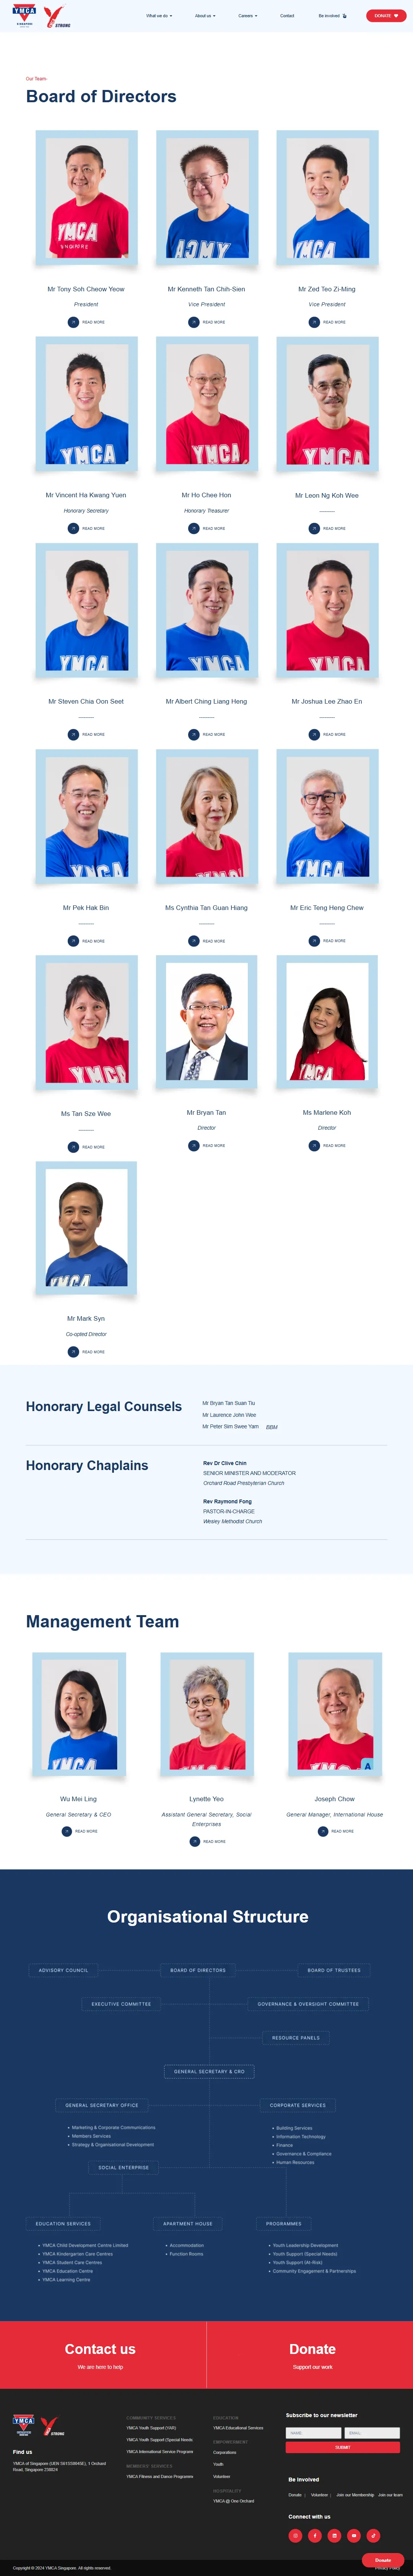 YMCA
SINGAPORE
STRONG
What we do
About us
Careers
Contact
Be involved
DONATE
Our Team
Board of Directors
Mr Tony Soh Cheow Yeow
President
READ MORE
Mr Kenneth Tan Chih-Sien
Vice President
READ MORE
Mr Zed Teo Zi-Ming
Vice President
READ MORE
Mr Vincent Ha Kwang Yuen
Honorary Secretary
READ MORE
Mr Ho Chee Hon
Honorary Treasurer
READ MORE
Mr Leon Ng Koh Wee
READ MORE
Mr Steven Chia Oon Seet
READ MORE
Mr Albert Ching Liang Heng
READ MORE
Mr Joshua Lee Zhao En
READ MORE
Mr Pek Hak Bin
READ MORE
Ms Cynthia Tan Guan Hiang
READ MORE
Mr Eric Teng Heng Chew
READ MORE
Ms Tan Sze Wee
READ MORE
Mr Bryan Tan
Director
READ MORE
Ms Marlene Koh
Director
READ MORE
Mr Mark Syn
Co-opted Director
READ MORE
Honorary Legal Counsels
Mr Bryan Tan Suan Tiu
Mr Laurence John Wee
Mr Peter Sim Swee Yam
Honorary Chaplains
Rev Dr Clive Chin
SENIOR MINISTER AND MODERATOR
Orchard Road Presbyterian Church
Rev Raymond Fong
PASTOR-IN-CHARGE
Wesley Methodist Church
Management Team
Wu Mei Ling
General Secretary & CEO
READ MORE
Lynette Yeo
Assistant General Secretary, Social
Enterprises
READ MORE
Joseph Chow
General Manager, International House
READ MORE
Organisational Structure
ADVISORY COUNCIL
BOARD OF DIRECTORS
BOARD OF TRUSTEES
EXECUTIVE COMMITTEE
GOVERNANCE & OVERSIGHT COMMITTEE
RESOURCE PANELS
GENERAL SECRETARY & CEO
GENERAL SECRETARY OFFICE
CORPORATE SERVICES
Marketing & Corporate Communications
Members Services
Strategy & Organisational Development
Building Services
Information Technology
Finance
Governance & Compliance
Human Resources
SOCIAL ENTERPRISE
EDUCATION SERVICES
APARTMENT HOUSE
PROGRAMMES
YMCA Child Development Centre Limited
YMCA Kindergarten Care Centres
YMCA Student Care Centres
YMCA Education Centre
YMCA Learning Centre
Accommodation
Function Rooms
Youth Leadership Development
Youth Support (Special Needs)
Youth Support (At-Risk)
Community Engagement & Partnerships
Contact us
We are here to help
Donate
Support our work
YMCA
STRONG
Find us
YMCA of Singapore (UEN S61SS0045E), 1 Orchard
Road, Singapore 238824
COMMUNITY SERVICES
YMCA Youth Support (YAR)
YMCA Youth Support (Special Needs)
YMCA International Service Programme
MEMBERS' SERVICES
YMCA Fitness and Dance Programmes
EDUCATION
YMCA Educational Services
EMPOWERMENT
Corporations
Youth
Volunteer
HOSPITALITY
YMCA @ One Orchard
Subscribe to our newsletter
NAME
EMAIL
SUBMIT
Be Involved
Donate | Volunteer | Join our Membership Join our team
Connect with us
Copyright © 2024 YMCA Singapore. All rights reserved.
Privacy Policy
Donate